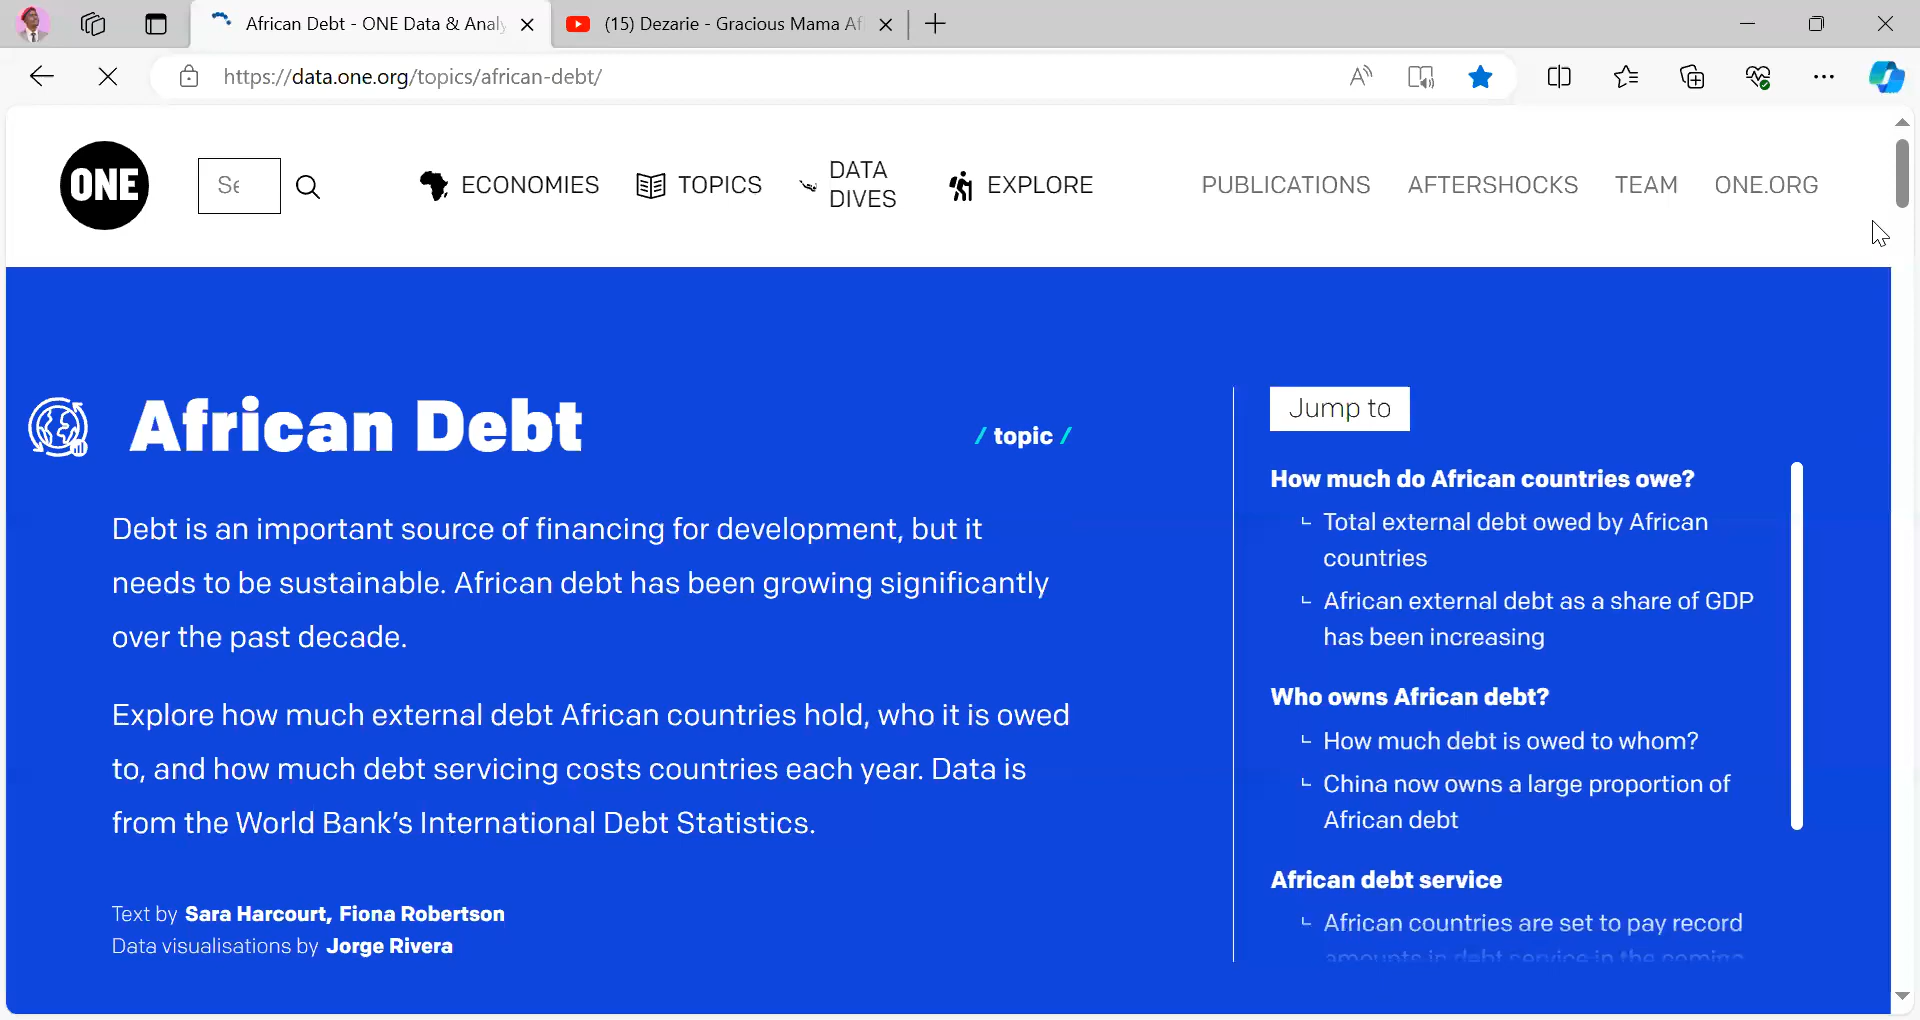 African Debt - ONE Data & Analy
(15) Dezarie - Gracious Mama Af
https://data.one.org/topics/african-debt/
ONE
Se
ECONOMIES
TOPICS
DATA
DIVES
EXPLORE
PUBLICATIONS
AFTERSHOCKS
TEAM
ONE.ORG
African Debt
/ topic /
Debt is an important source of financing for development, but it
needs to be sustainable. African debt has been growing significantly
over the past decade.
Explore how much external debt African countries hold, who it is owed
to, and how much debt servicing costs countries each year. Data is
from the World Bank’s International Debt Statistics.
Text by Sara Harcourt, Fiona Robertson
Data visualisations by Jorge Rivera
Jump to
How much do African countries owe?
Total external debt owed by African
countries
African external debt as a share of GDP
has been increasing
Who owns African debt?
How much debt is owed to whom?
China now owns a large proportion of
African debt
African debt service
African countries are set to pay record
amounts in debt service in the coming